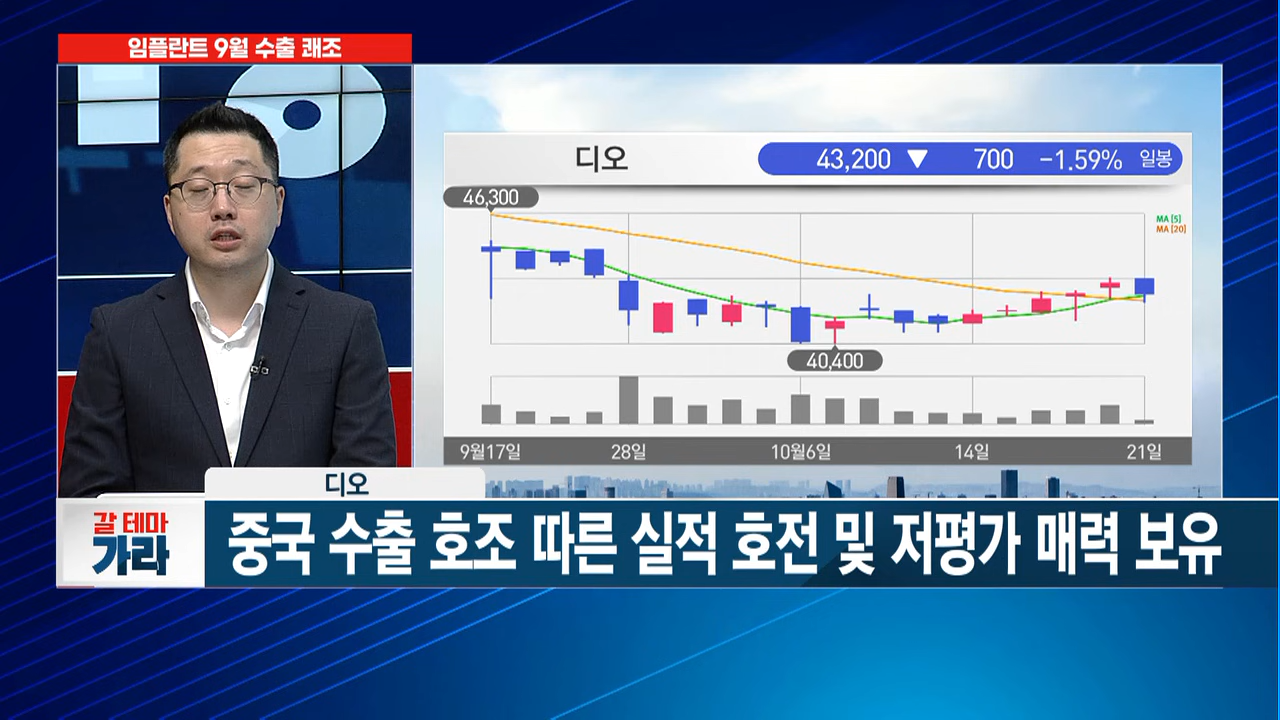 임플란트 9월 수출 쾌조
디오
43,200 ▼ 700 -1.59% 일봉
46,300
MA [5]
MA [20]
40,400
9월17일 28일 10월6일 14일 21일
디오
갈 테마
가라
중국 수출 호조 따른 실적 호전 및 저평가 매력 보유